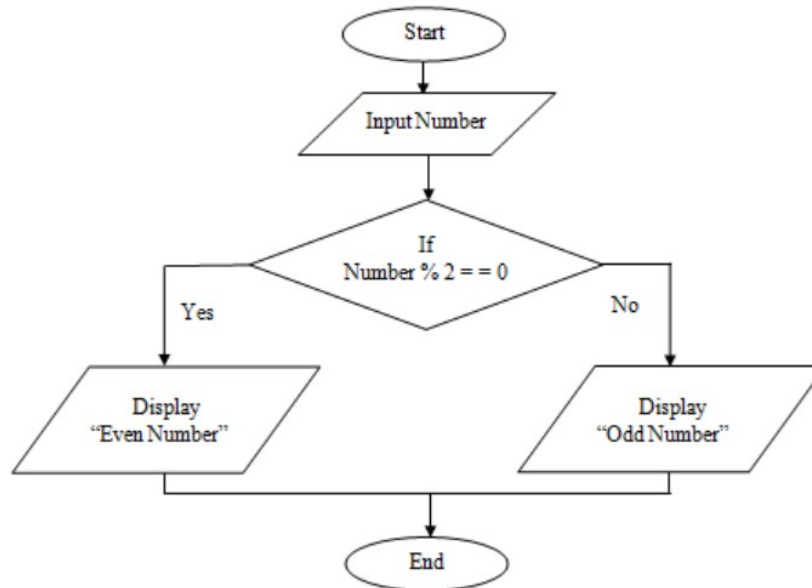 Start
Input Number
If
Number % 2 = = 0
Yes
No
Display
“Even Number”
Display
“Odd Number”
End